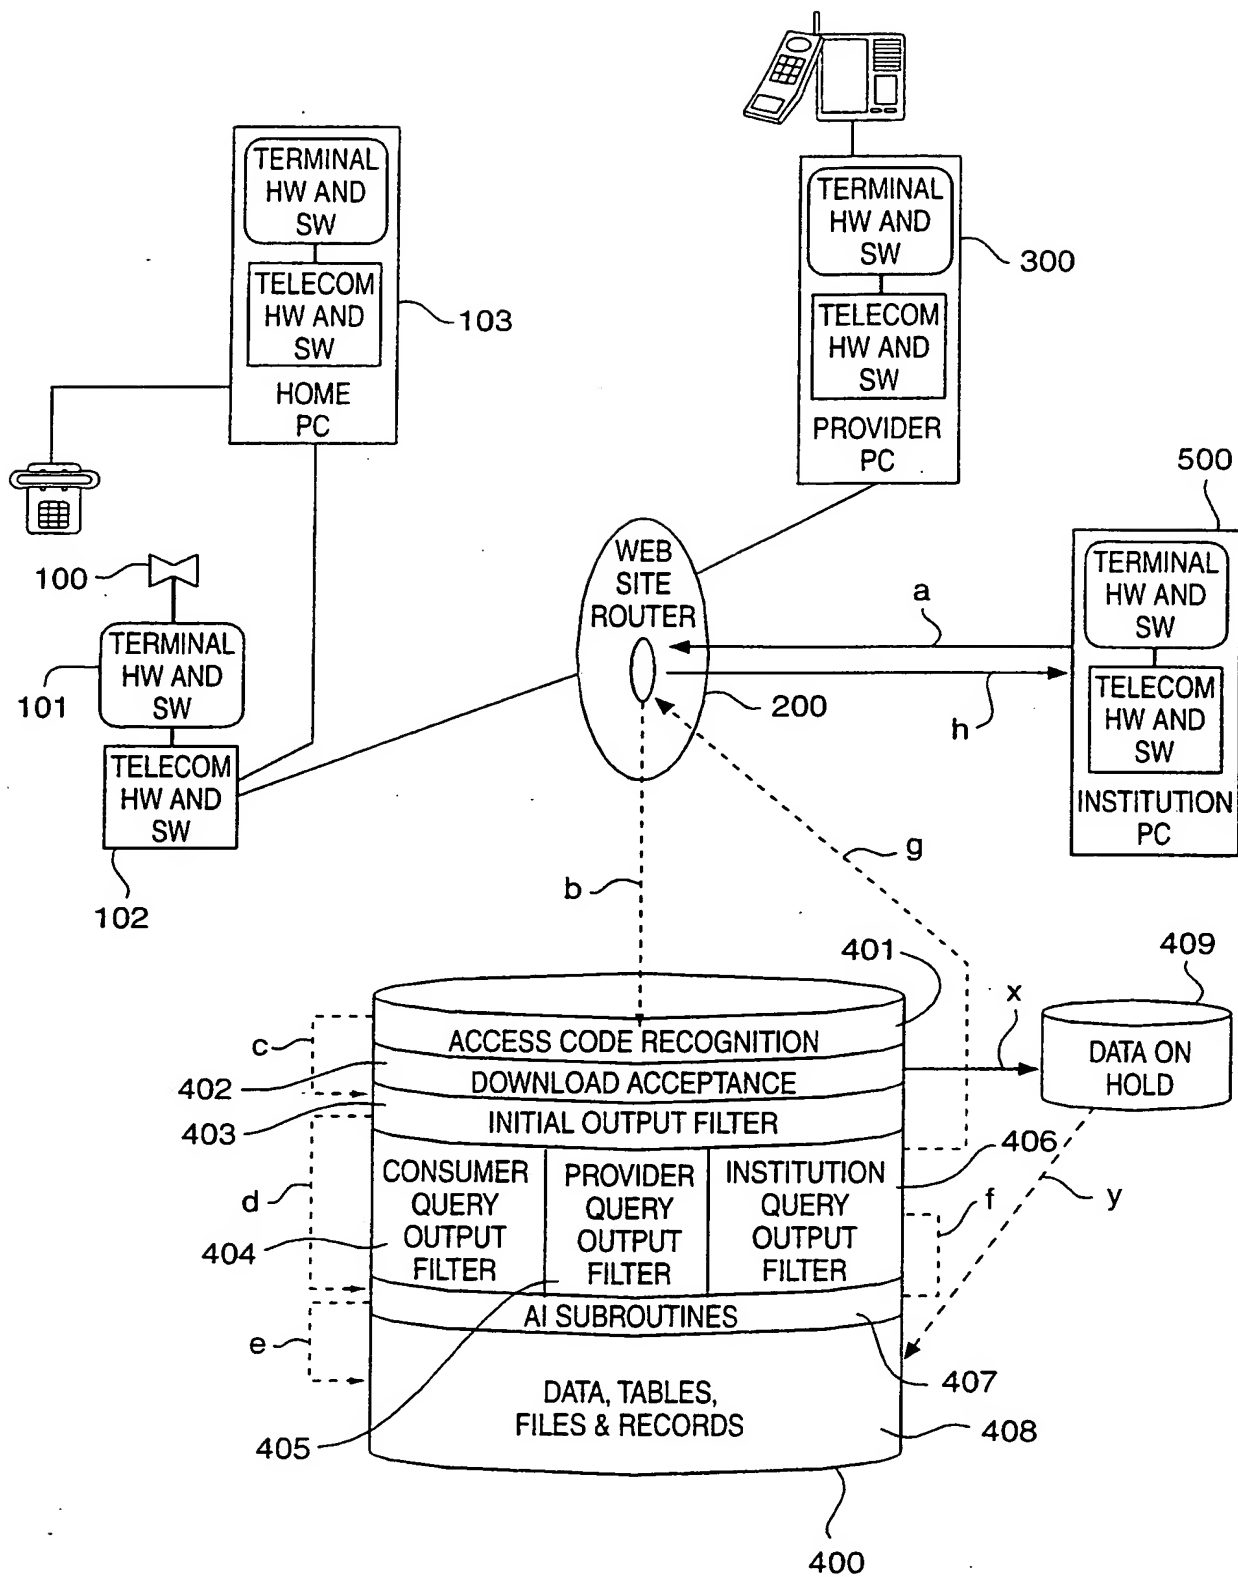 TERMINAL
HW AND
SW
TELECOM
HW AND
SW
HOME
PC
103
TERMINAL
HW AND
SW
TELECOM
HW AND
SW
PROVIDER
PC
300
500
TERMINAL
HW AND
SW
TELECOM
HW AND
SW
INSTITUTION
PC
100
TERMINAL
HW AND
SW
101
TELECOM
HW AND
SW
102
WEB
SITE
ROUTER
200
a
h
b
g
401
409
ACCESS CODE RECOGNITION
c
402
DOWNLOAD ACCEPTANCE
x
DATA ON
HOLD
403
INITIAL OUTPUT FILTER
406
CONSUMER
QUERY
OUTPUT
FILTER
PROVIDER
QUERY
OUTPUT
FILTER
INSTITUTION
QUERY
OUTPUT
FILTER
d
404
f
y
AI SUBROUTINES
e
407
DATA, TABLES,
FILES & RECORDS
405
408
400